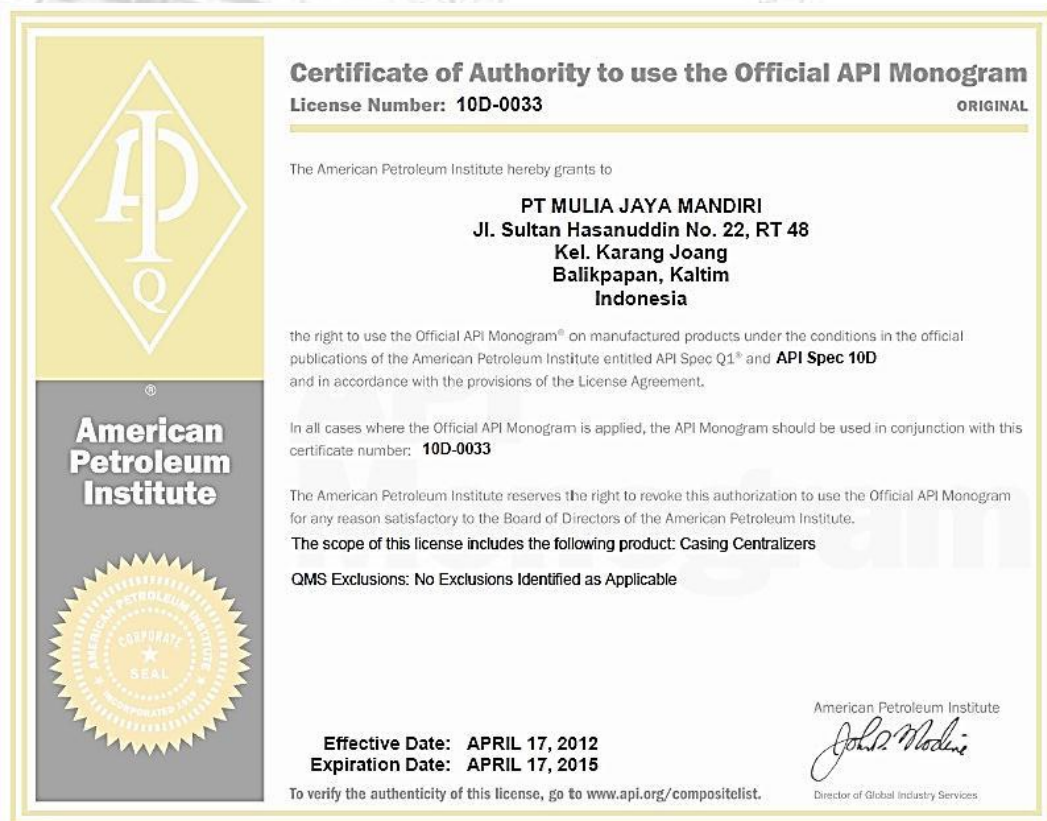 Certificate of Authority to use the Official API Monogram
License Number: 10D-0033
ORIGINAL
The American Petroleum Institute hereby grants to
PT MULIA JAYA MANDIRI
Jl. Sultan Hasanuddin No. 22, RT 48
Kel. Karang Joang
Balikpapan, Kaltim
Indonesia
the right to use the Official API Monogram® on manufactured products under the conditions in the official
publications of the American Petroleum Institute entitled API Spec Q1® and API Spec 10D
and in accordance with the provisions of the License Agreement.
In all cases where the Official API Monogram is applied, the API Monogram should be used in conjunction with this
certificate number: 10D-0033
The American Petroleum Institute reserves the right to revoke this authorization to use the Official API Monogram
for any reason satisfactory to the Board of Directors of the American Petroleum Institute.
The scope of this license includes the following product: Casing Centralizers
QMS Exclusions: No Exclusions Identified as Applicable
API
Monogram
Effective Date: APRIL 17, 2012
Expiration Date: APRIL 17, 2015
To verify the authenticity of this license, go to www.api.org/compositelist.
American Petroleum Institute
Director of Global Industry Services
API
Q
®
American
Petroleum
Institute
AMERICAN PETROLEUM INSTITUTE
CORPORATE
SEAL
INCORPORATED